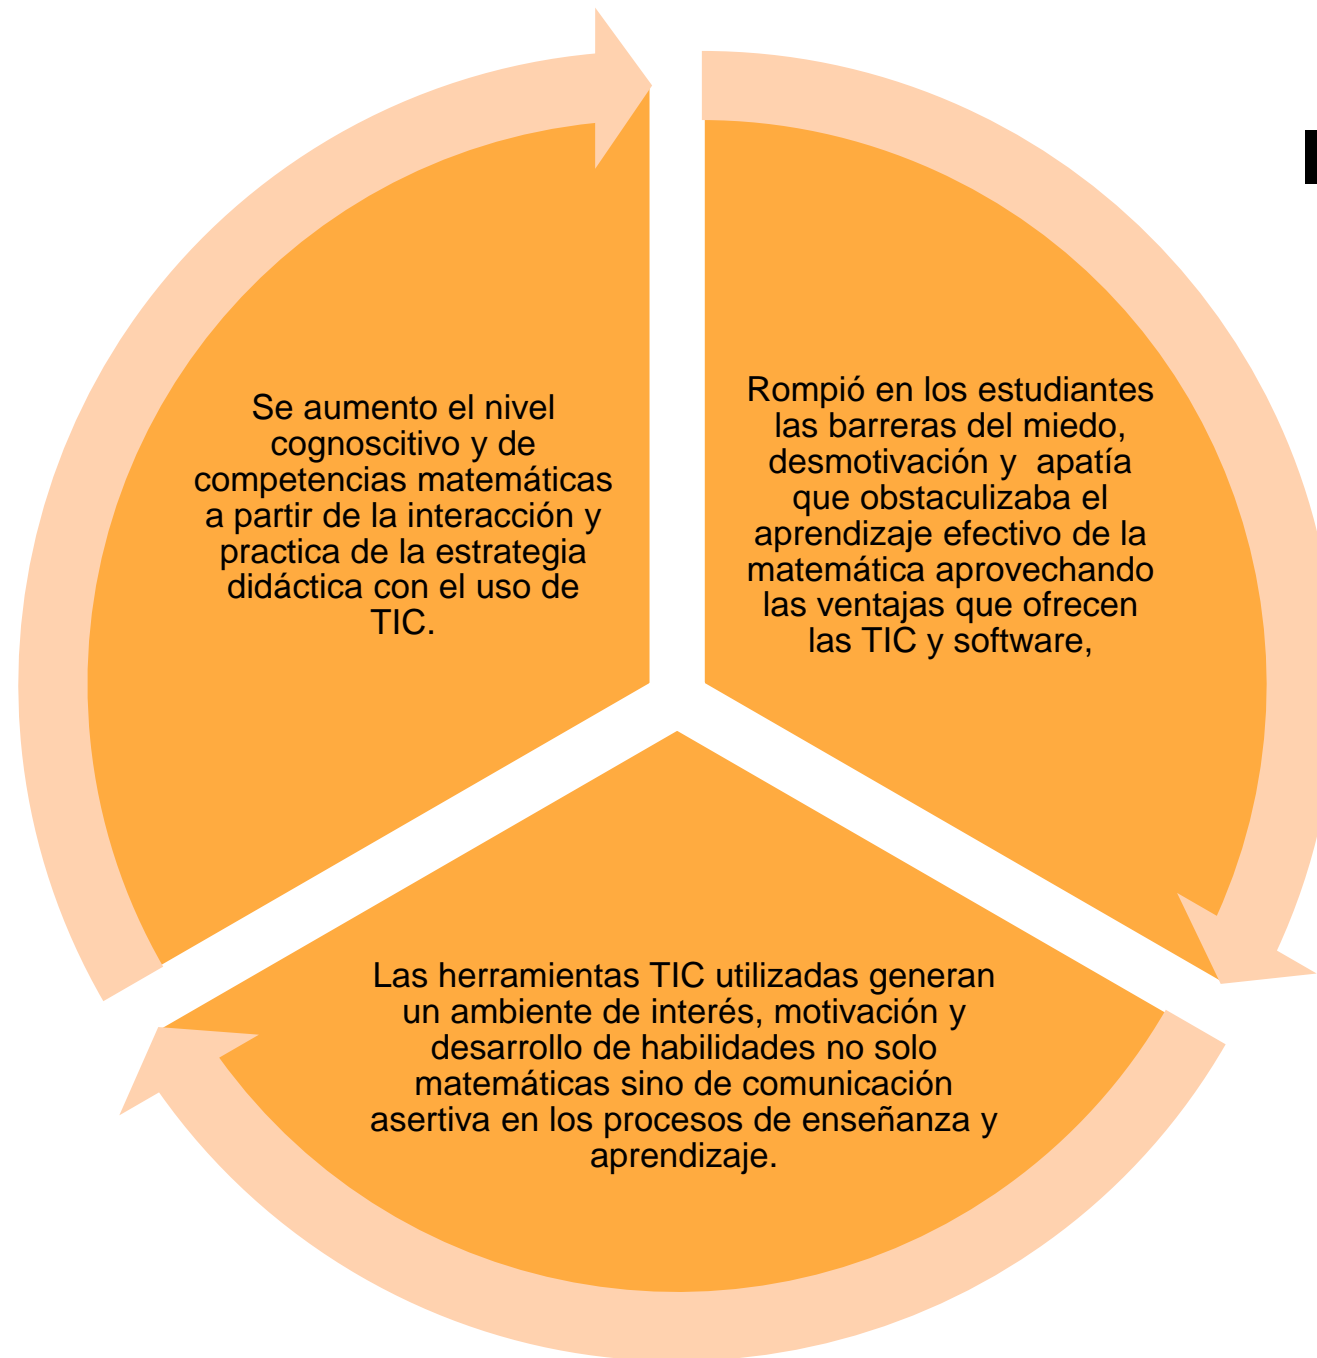 Se aumento el nivel
cognoscitivo y de
competencias matemáticas
a partir de la interacción y
practica de la estrategia
didáctica con el uso de
TIC.
Rompió en los estudiantes
las barreras del miedo,
desmotivación y apatía
que obstaculizaba el
aprendizaje efectivo de la
matemática aprovechando
las ventajas que ofrecen
las TIC y software,
Las herramientas TIC utilizadas generan
un ambiente de interés, motivación y
desarrollo de habilidades no solo
matemáticas sino de comunicación
asertiva en los procesos de enseñanza y
aprendizaje.